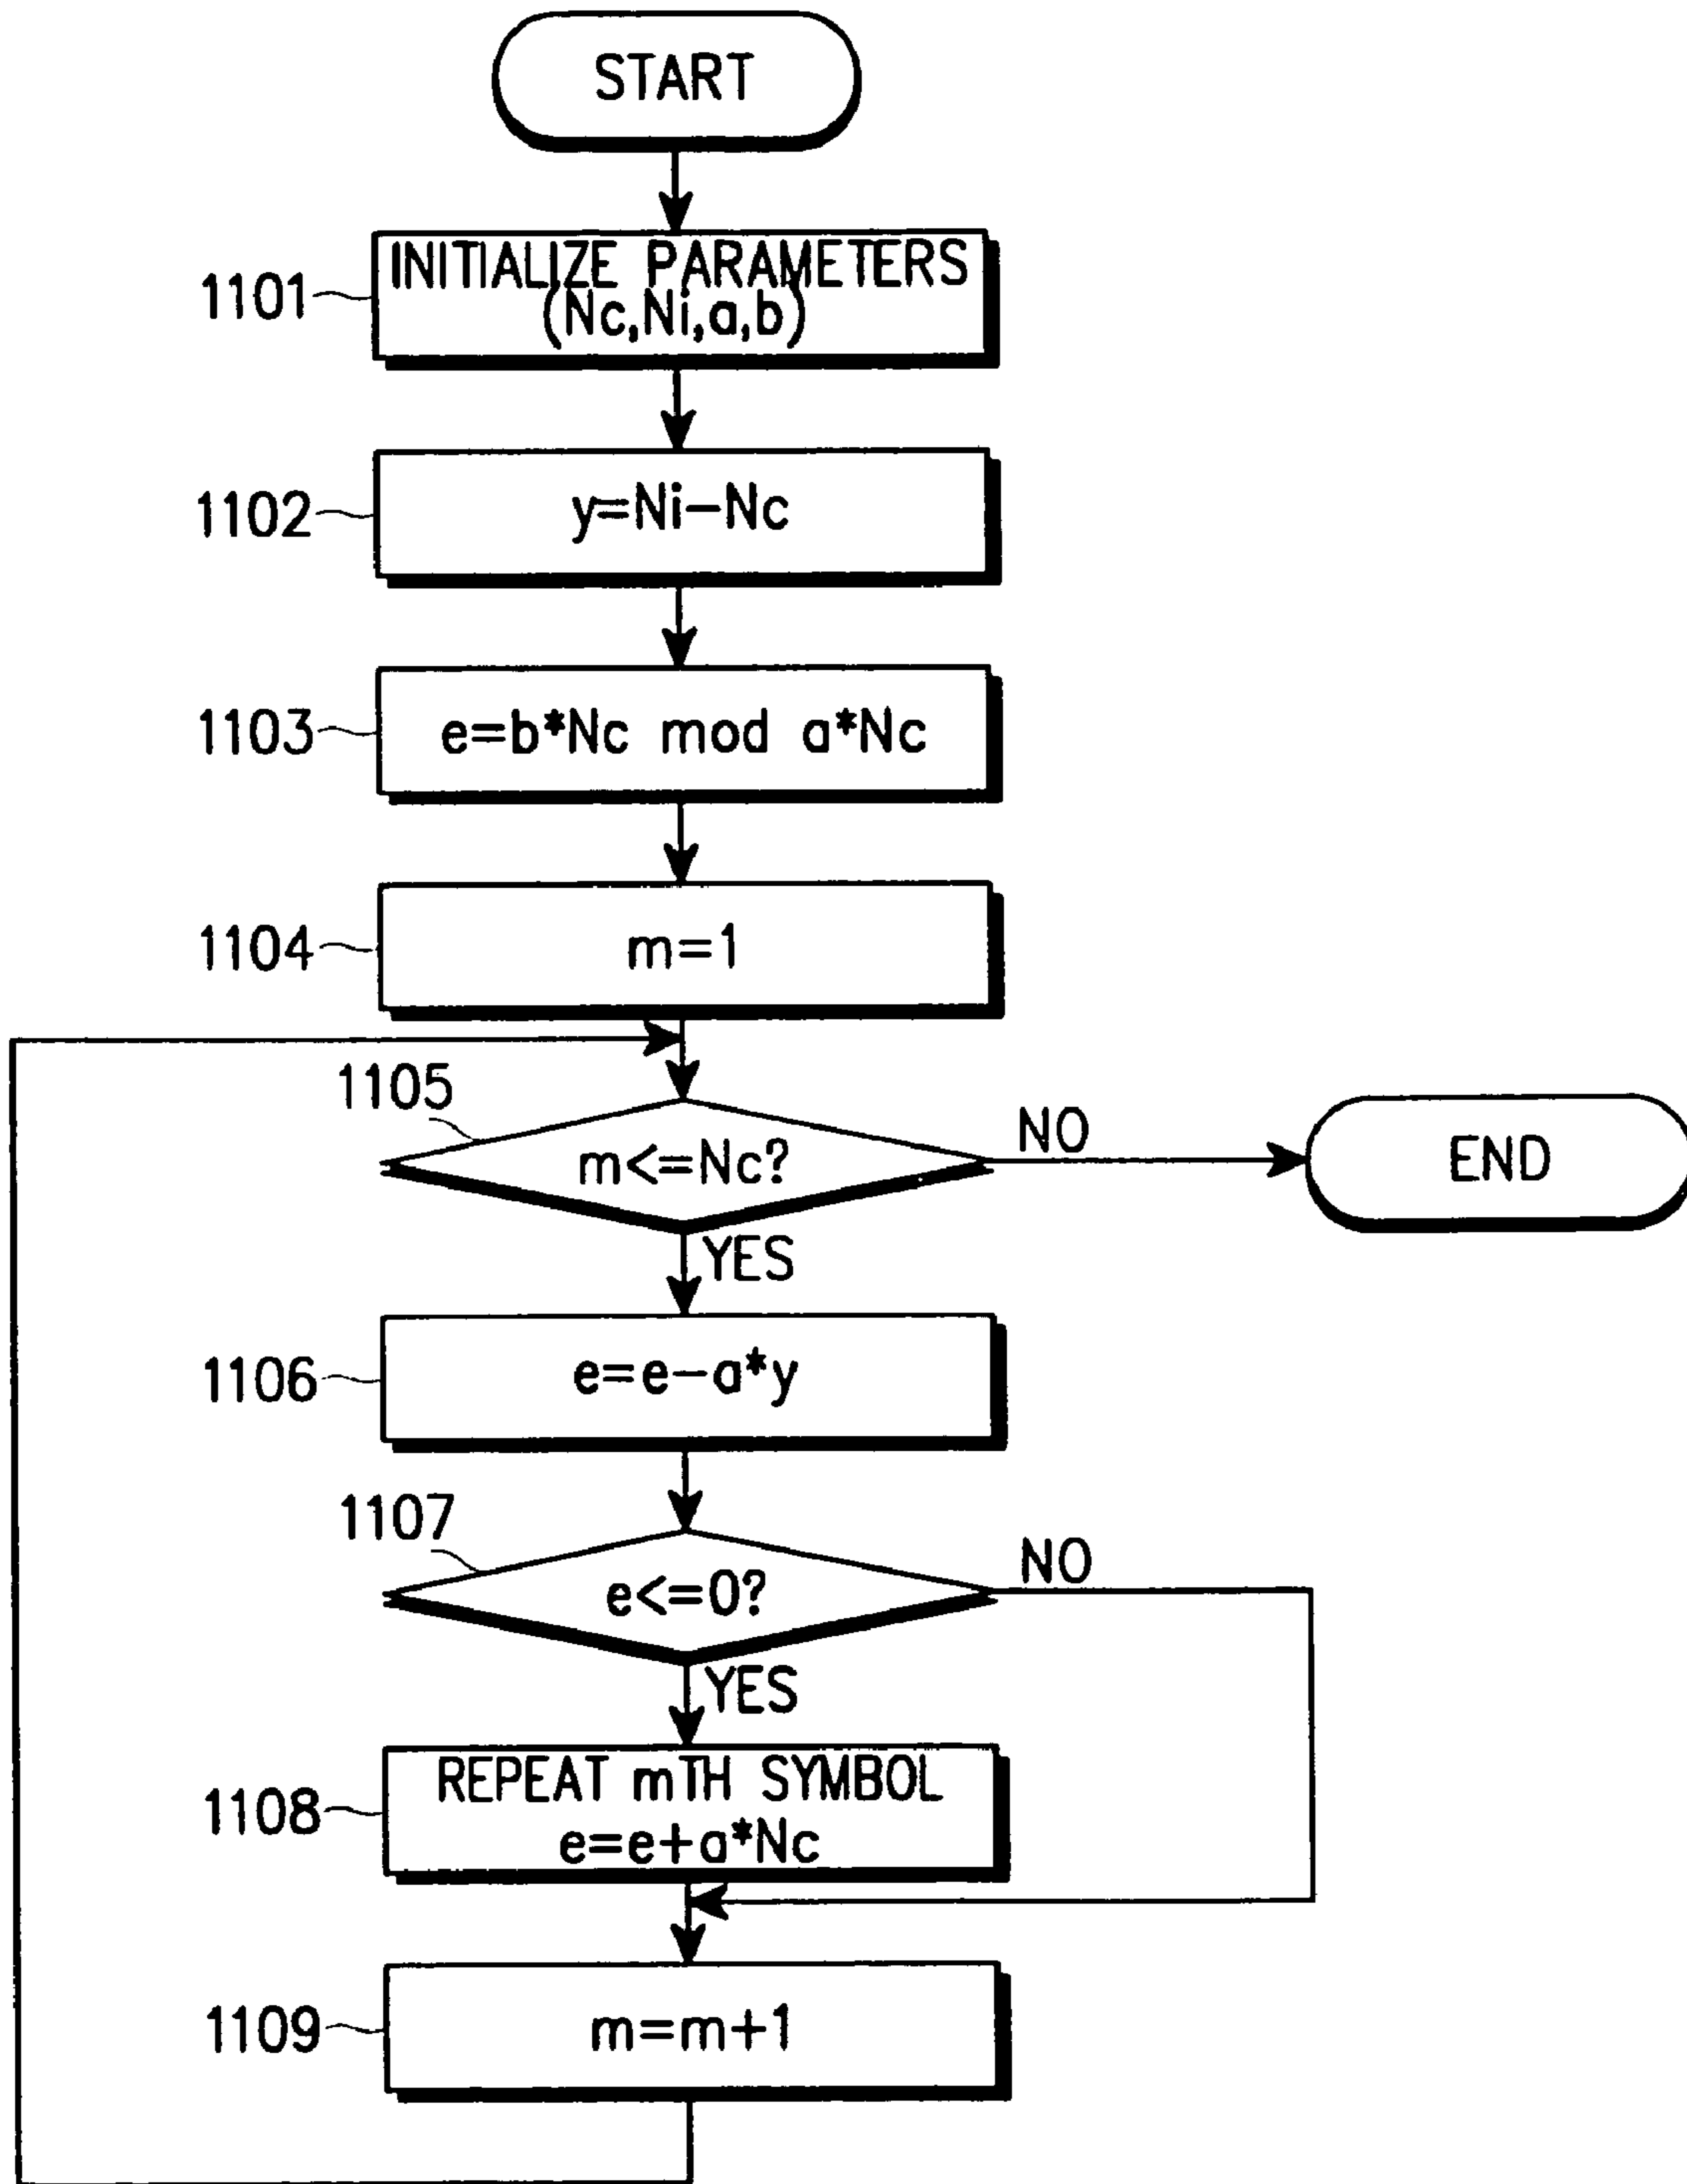 START
1101
INITIALIZE PARAMETERS
(Nc,Ni,a,b)
1102
y=Ni-Nc
1103
e=b*Nc mod a*Nc
1104
m=1
1105
m<=Nc?
NO
END
YES
1106
e=e-a*y
1107
e<=0?
NO
YES
1108
REPEAT mTH SYMBOL
e=e+a*Nc
1109
m=m+1